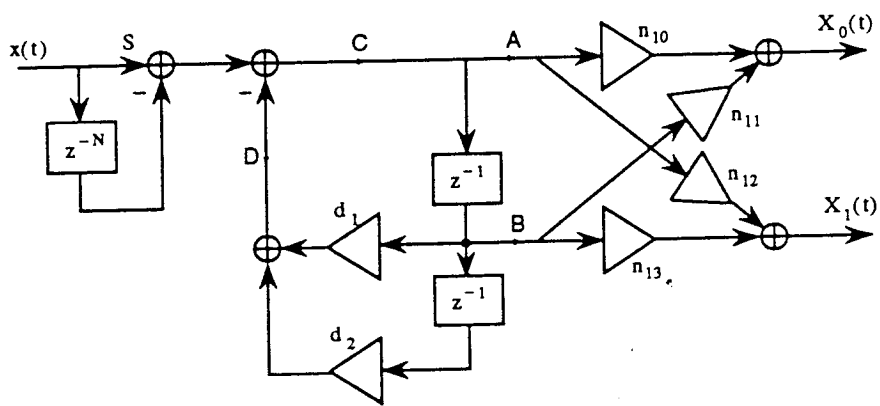 x(t)
S
C
A
n₁₀
X₀(t)
−
−
z⁻ᴺ
n₁₁
D
z⁻¹
n₁₂
d₁
B
X₁(t)
n₁₃
z⁻¹
d₂